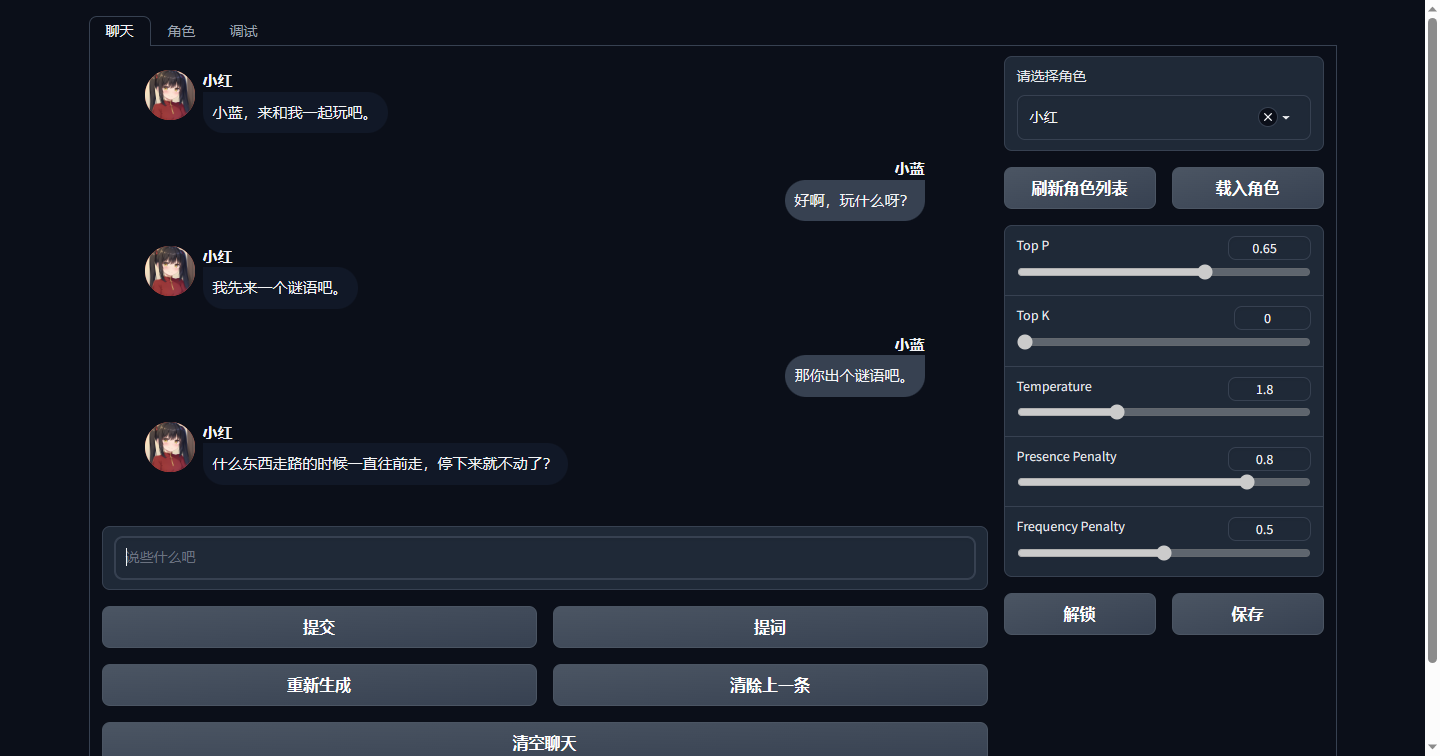 聊天 角色 调试
小红
小蓝，来和我一起玩吧。
小蓝
好啊，玩什么呀？
小红
我先来一个谜语吧。
小蓝
那你出个谜语吧。
小红
什么东西走路的时候一直往前走，停下来就不动了？
说些什么吧
提交 提词
重新生成 清除上一条
清空聊天
请选择角色
小红
刷新角色列表 载入角色
Top P 0.65
Top K 0
Temperature 1.8
Presence Penalty 0.8
Frequency Penalty 0.5
解锁 保存